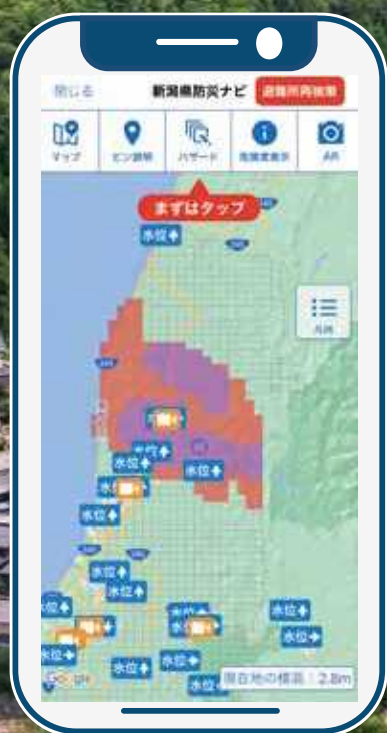 閉じる
新潟県防災ナビ
避難所再検索
マップ
ピン説明
ハザード
危険度表示
AR
まずはタップ
水位
凡例
水位
水位
水位
水位
水位
水位
水位
水位
水位
水位
水位
水位
水位
Google
現在地の標高：2.8m